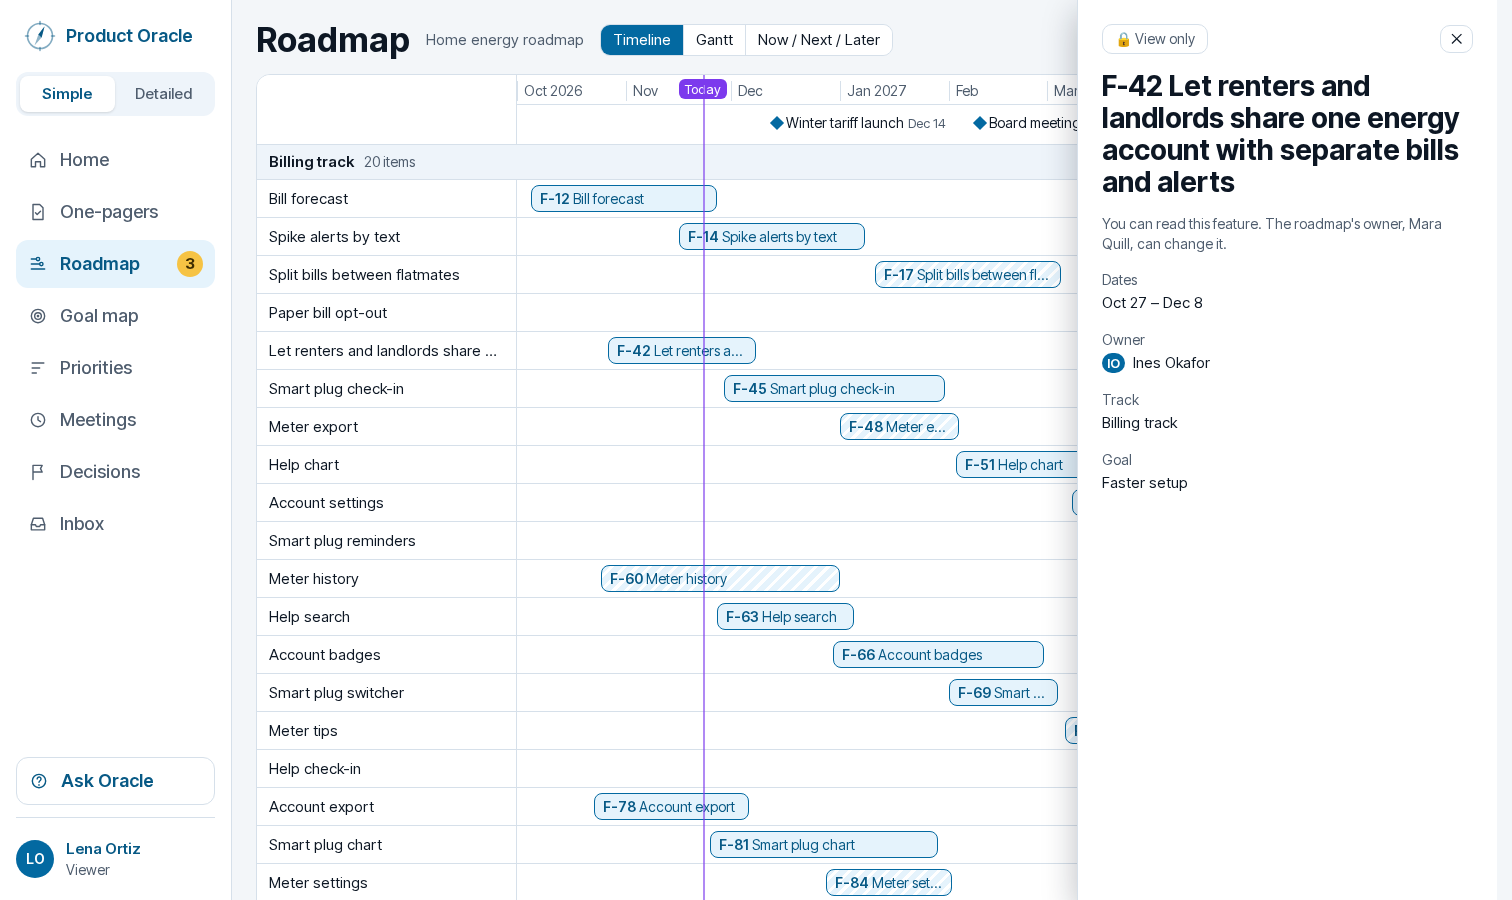 Product Oracle
Simple
Detailed
Home
One-pagers
Roadmap
3
Goal map
Priorities
Meetings
Decisions
Inbox
Ask Oracle
LO
Lena Ortiz
Viewer
Roadmap
Home energy roadmap
Timeline
Gantt
Now / Next / Later
Oct 2026
Nov
Today
Dec
Jan 2027
Feb
Mar
Winter tariff launch Dec 14
Board meeting
Billing track 20 items
Bill forecast
F-12 Bill forecast
Spike alerts by text
F-14 Spike alerts by text
Split bills between flatmates
F-17 Split bills between fl...
Paper bill opt-out
Let renters and landlords share ...
F-42 Let renters a...
Smart plug check-in
F-45 Smart plug check-in
Meter export
F-48 Meter e...
Help chart
F-51 Help chart
Account settings
Smart plug reminders
Meter history
F-60 Meter history
Help search
F-63 Help search
Account badges
F-66 Account badges
Smart plug switcher
F-69 Smart ...
Meter tips
Help check-in
Account export
F-78 Account export
Smart plug chart
F-81 Smart plug chart
Meter settings
F-84 Meter set...
🔒 View only
F-42 Let renters and
landlords share one energy
account with separate bills
and alerts
You can read this feature. The roadmap's owner, Mara
Quill, can change it.
Dates
Oct 27 – Dec 8
Owner
IO Ines Okafor
Track
Billing track
Goal
Faster setup